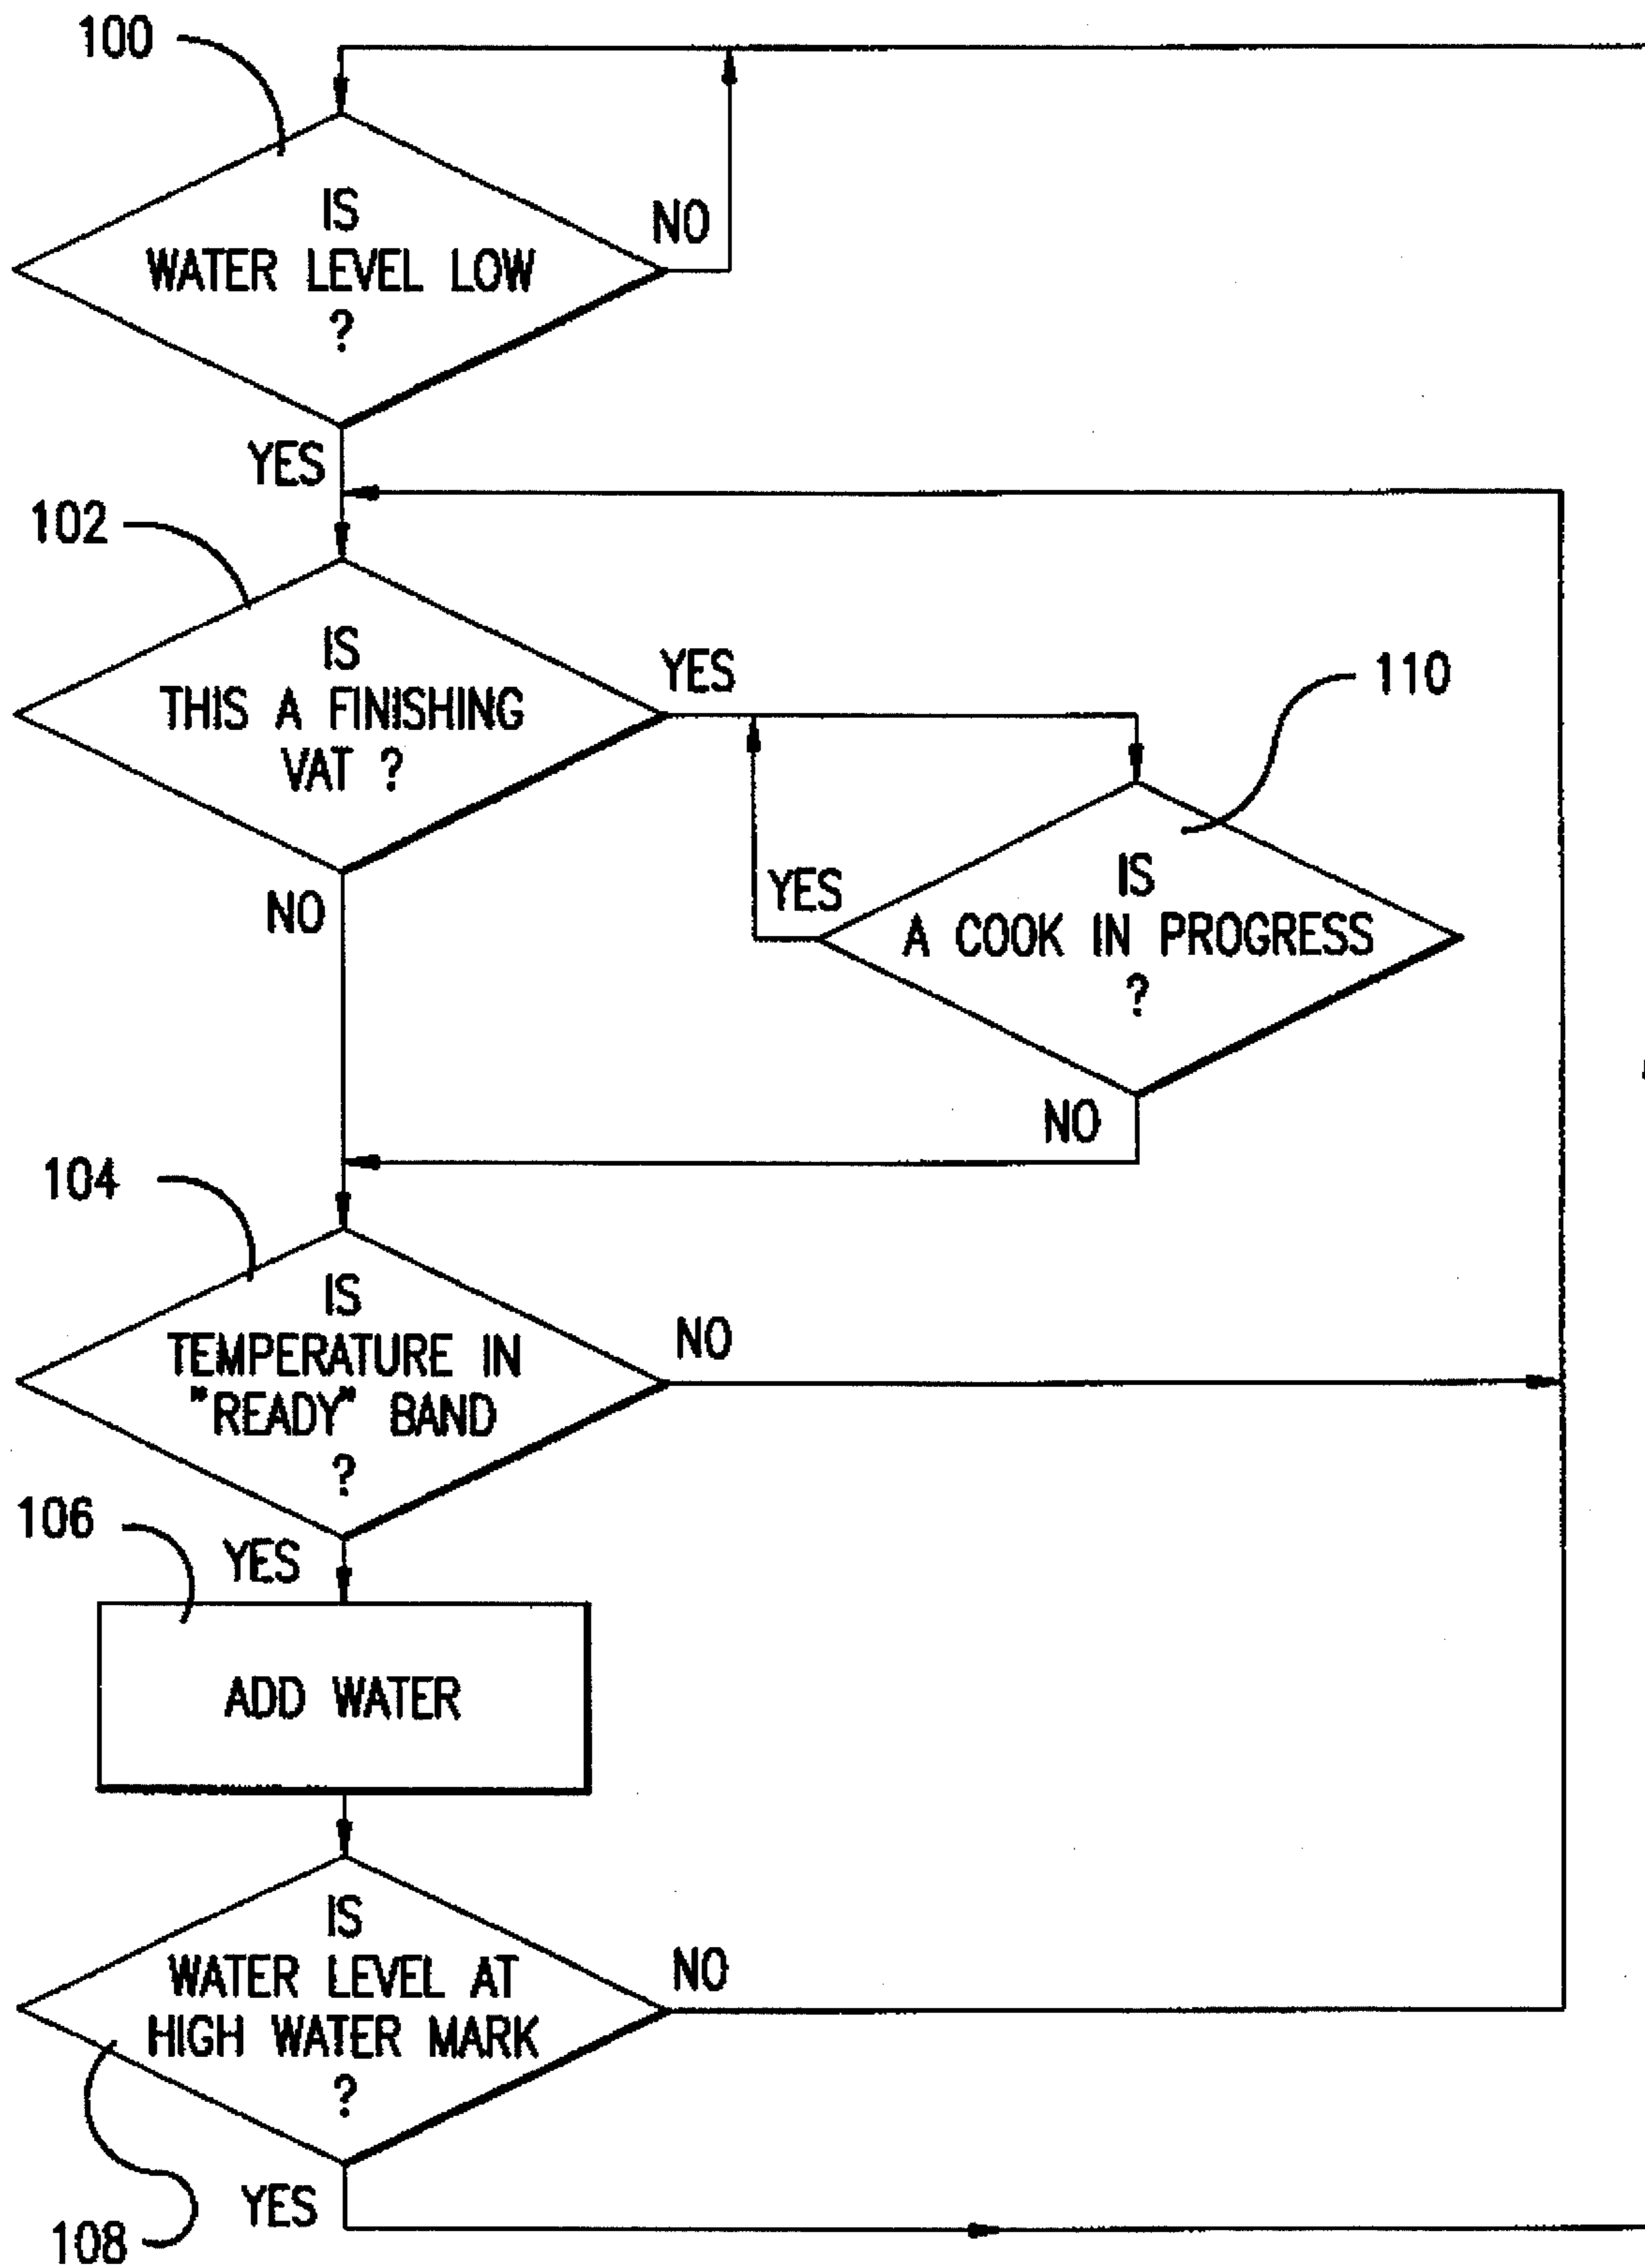 100
IS
WATER LEVEL LOW
?
NO
YES
102
IS
THIS A FINISHING
VAT ?
YES
NO
110
IS
A COOK IN PROGRESS
?
YES
NO
104
IS
TEMPERATURE IN
"READY" BAND
?
NO
YES
106
ADD WATER
IS
WATER LEVEL AT
HIGH WATER MARK
?
NO
YES
108